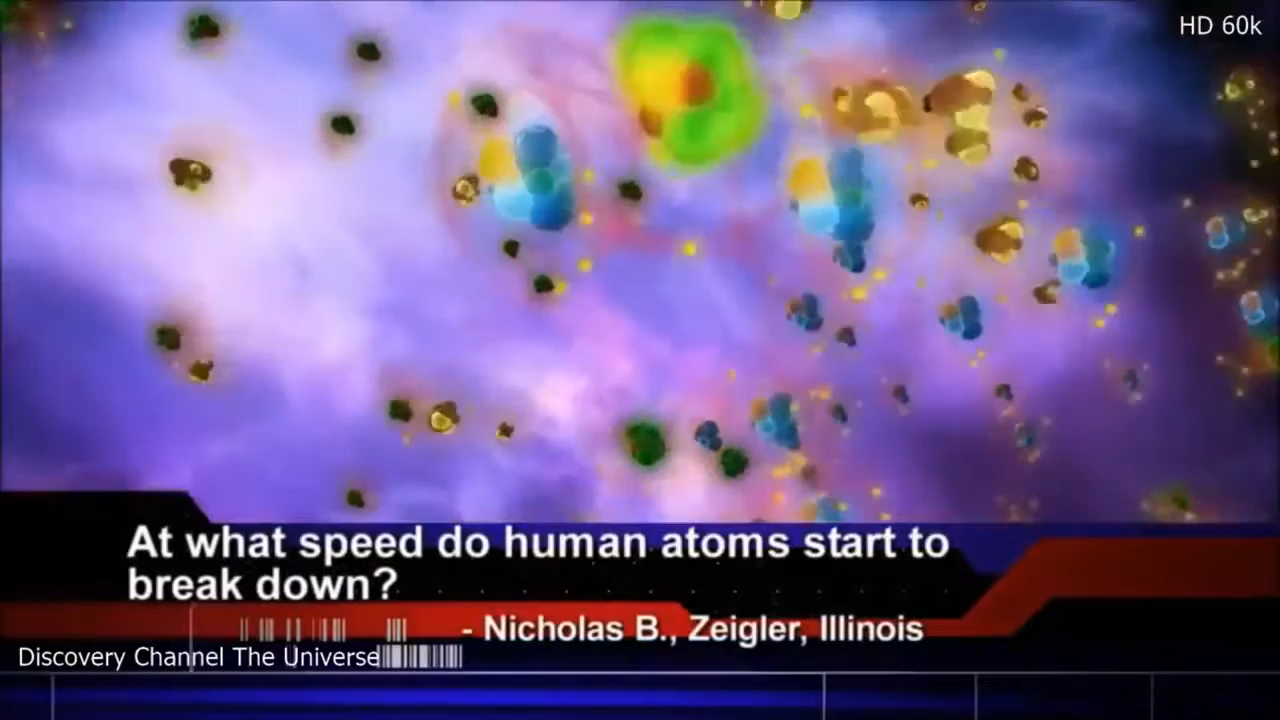 HD 60k
At what speed do human atoms start to
break down?
- Nicholas B., Zeigler, Illinois
Discovery Channel The Universe